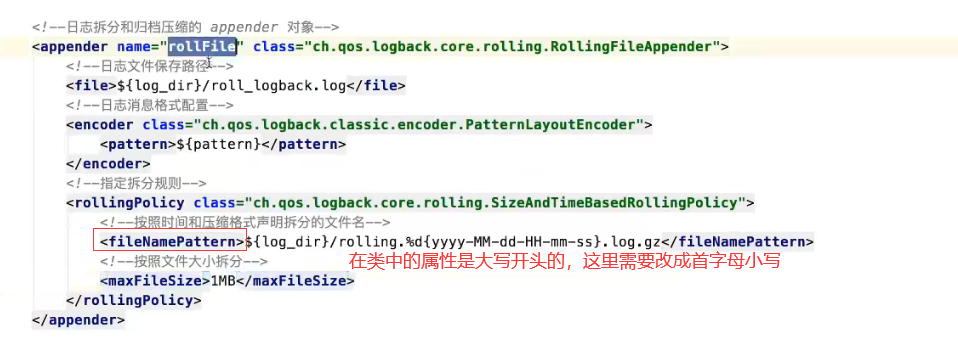 <!--日志拆分和归档压缩的 appender 对象-->
<appender name="rollFile" class="ch.qos.logback.core.rolling.RollingFileAppender">
<!--日志文件保存路径-->
<file>${log_dir}/roll_logback.log</file>
<!--日志消息格式配置-->
<encoder class="ch.qos.logback.classic.encoder.PatternLayoutEncoder">
<pattern>${pattern}</pattern>
</encoder>
<!--指定拆分规则-->
<rollingPolicy class="ch.qos.logback.core.rolling.SizeAndTimeBasedRollingPolicy">
<!--按照时间和压缩格式声明拆分的文件名-->
<fileNamePattern>${log_dir}/rolling.%d{yyyy-MM-dd-HH-mm-ss}.log.gz</fileNamePattern>
<!--按照文件大小拆分-->
在类中的属性是大写开头的，这里需要改成首字母小写
<maxFileSize>1MB</maxFileSize>
</rollingPolicy>
</appender>